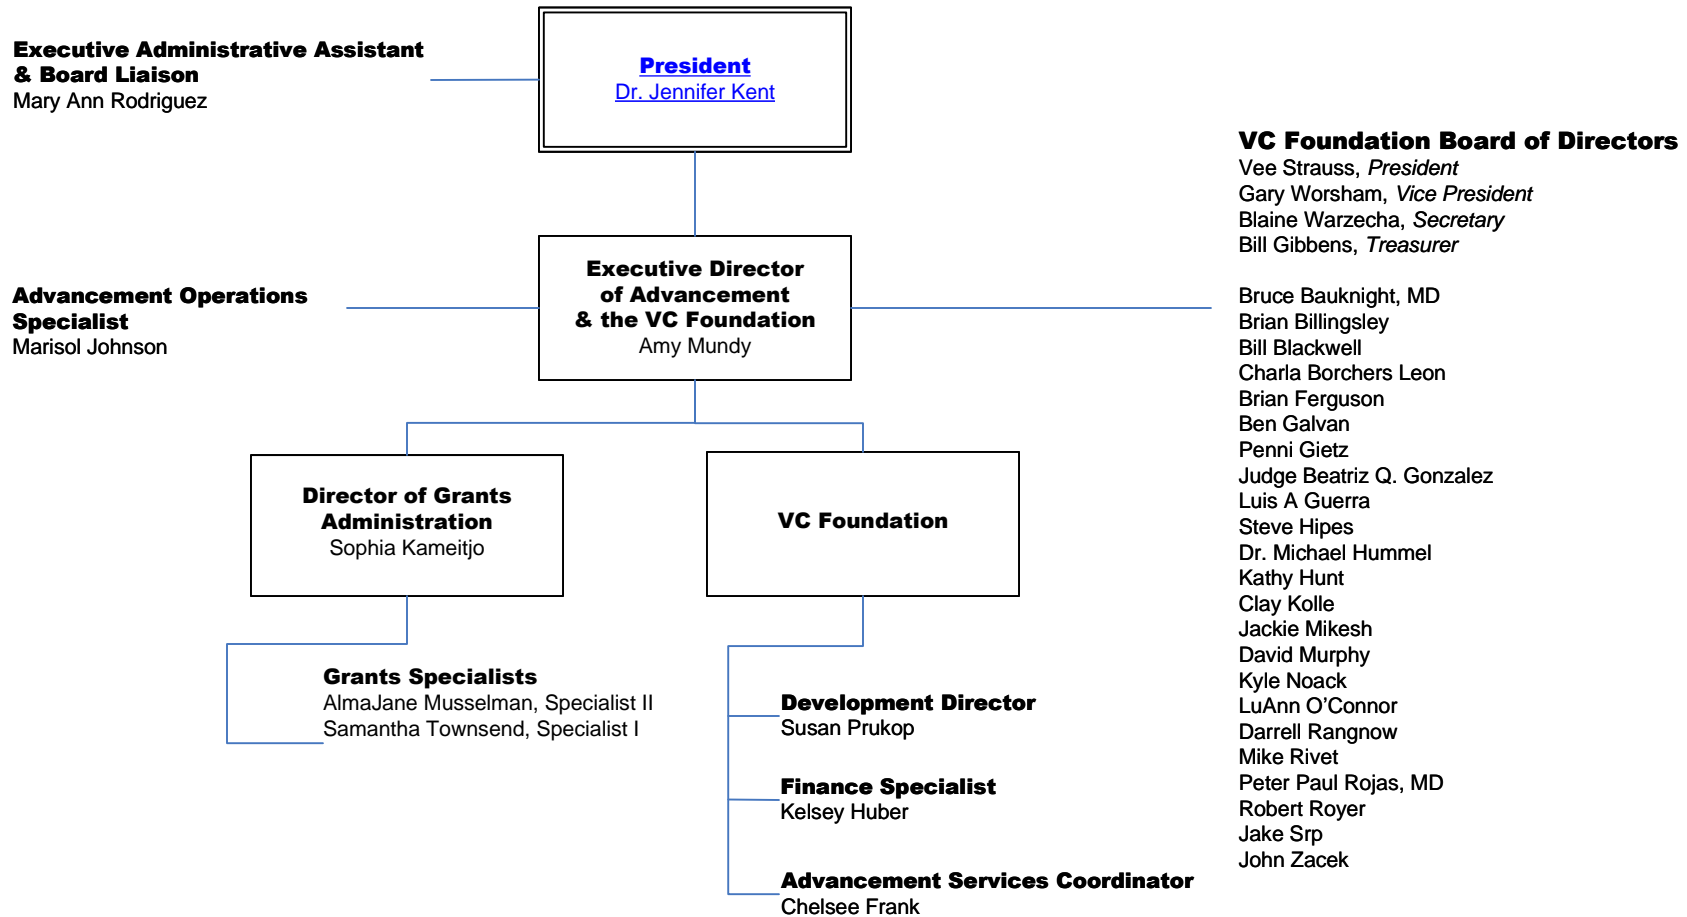 Executive Administrative Assistant
& Board Liaison
Mary Ann Rodriguez
President
Dr. Jennifer Kent
VC Foundation Board of Directors
Vee Strauss, President
Gary Worsham, Vice President
Blaine Warzecha, Secretary
Bill Gibbens, Treasurer
Bruce Bauknight, MD
Brian Billingsley
Bill Blackwell
Charla Borchers Leon
Brian Ferguson
Ben Galvan
Penni Gietz
Judge Beatriz Q. Gonzalez
Luis A Guerra
Steve Hipes
Dr. Michael Hummel
Kathy Hunt
Clay Kolle
Jackie Mikesh
David Murphy
Kyle Noack
LuAnn O’Connor
Darrell Rangnow
Mike Rivet
Peter Paul Rojas, MD
Robert Royer
Jake Srp
John Zacek
Advancement Operations
Specialist
Marisol Johnson
Executive Director
of Advancement
& the VC Foundation
Amy Mundy
Director of Grants
Administration
Sophia Kameitjo
VC Foundation
Grants Specialists
AlmaJane Musselman, Specialist II
Samantha Townsend, Specialist I
Development Director
Susan Prukop
Finance Specialist
Kelsey Huber
Advancement Services Coordinator
Chelsee Frank